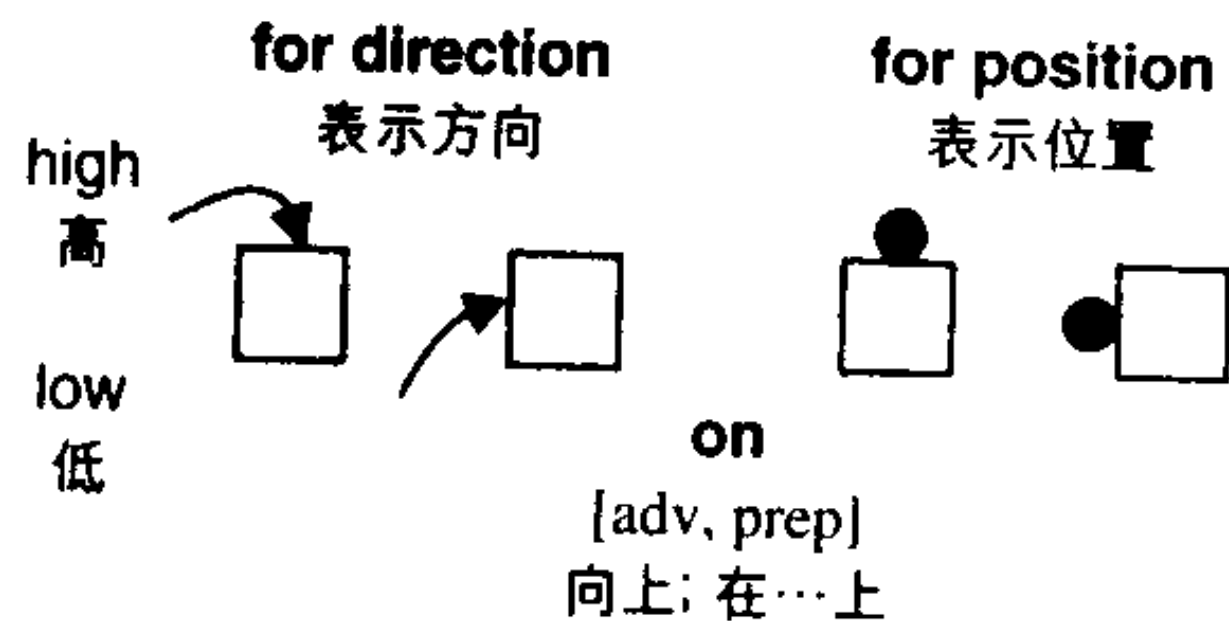 for direction
表示方向
for position
表示位置
high
高
low
低
on
[adv, prep]
向上; 在…上